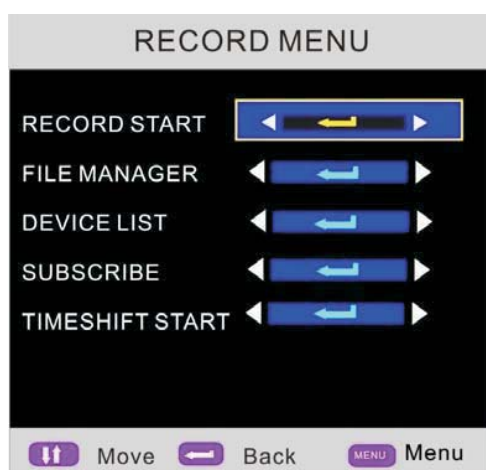 RECORD MENU
RECORD START
FILE MANAGER
DEVICE LIST
SUBSCRIBE
TIMESHIFT START
Move Back MENU Menu